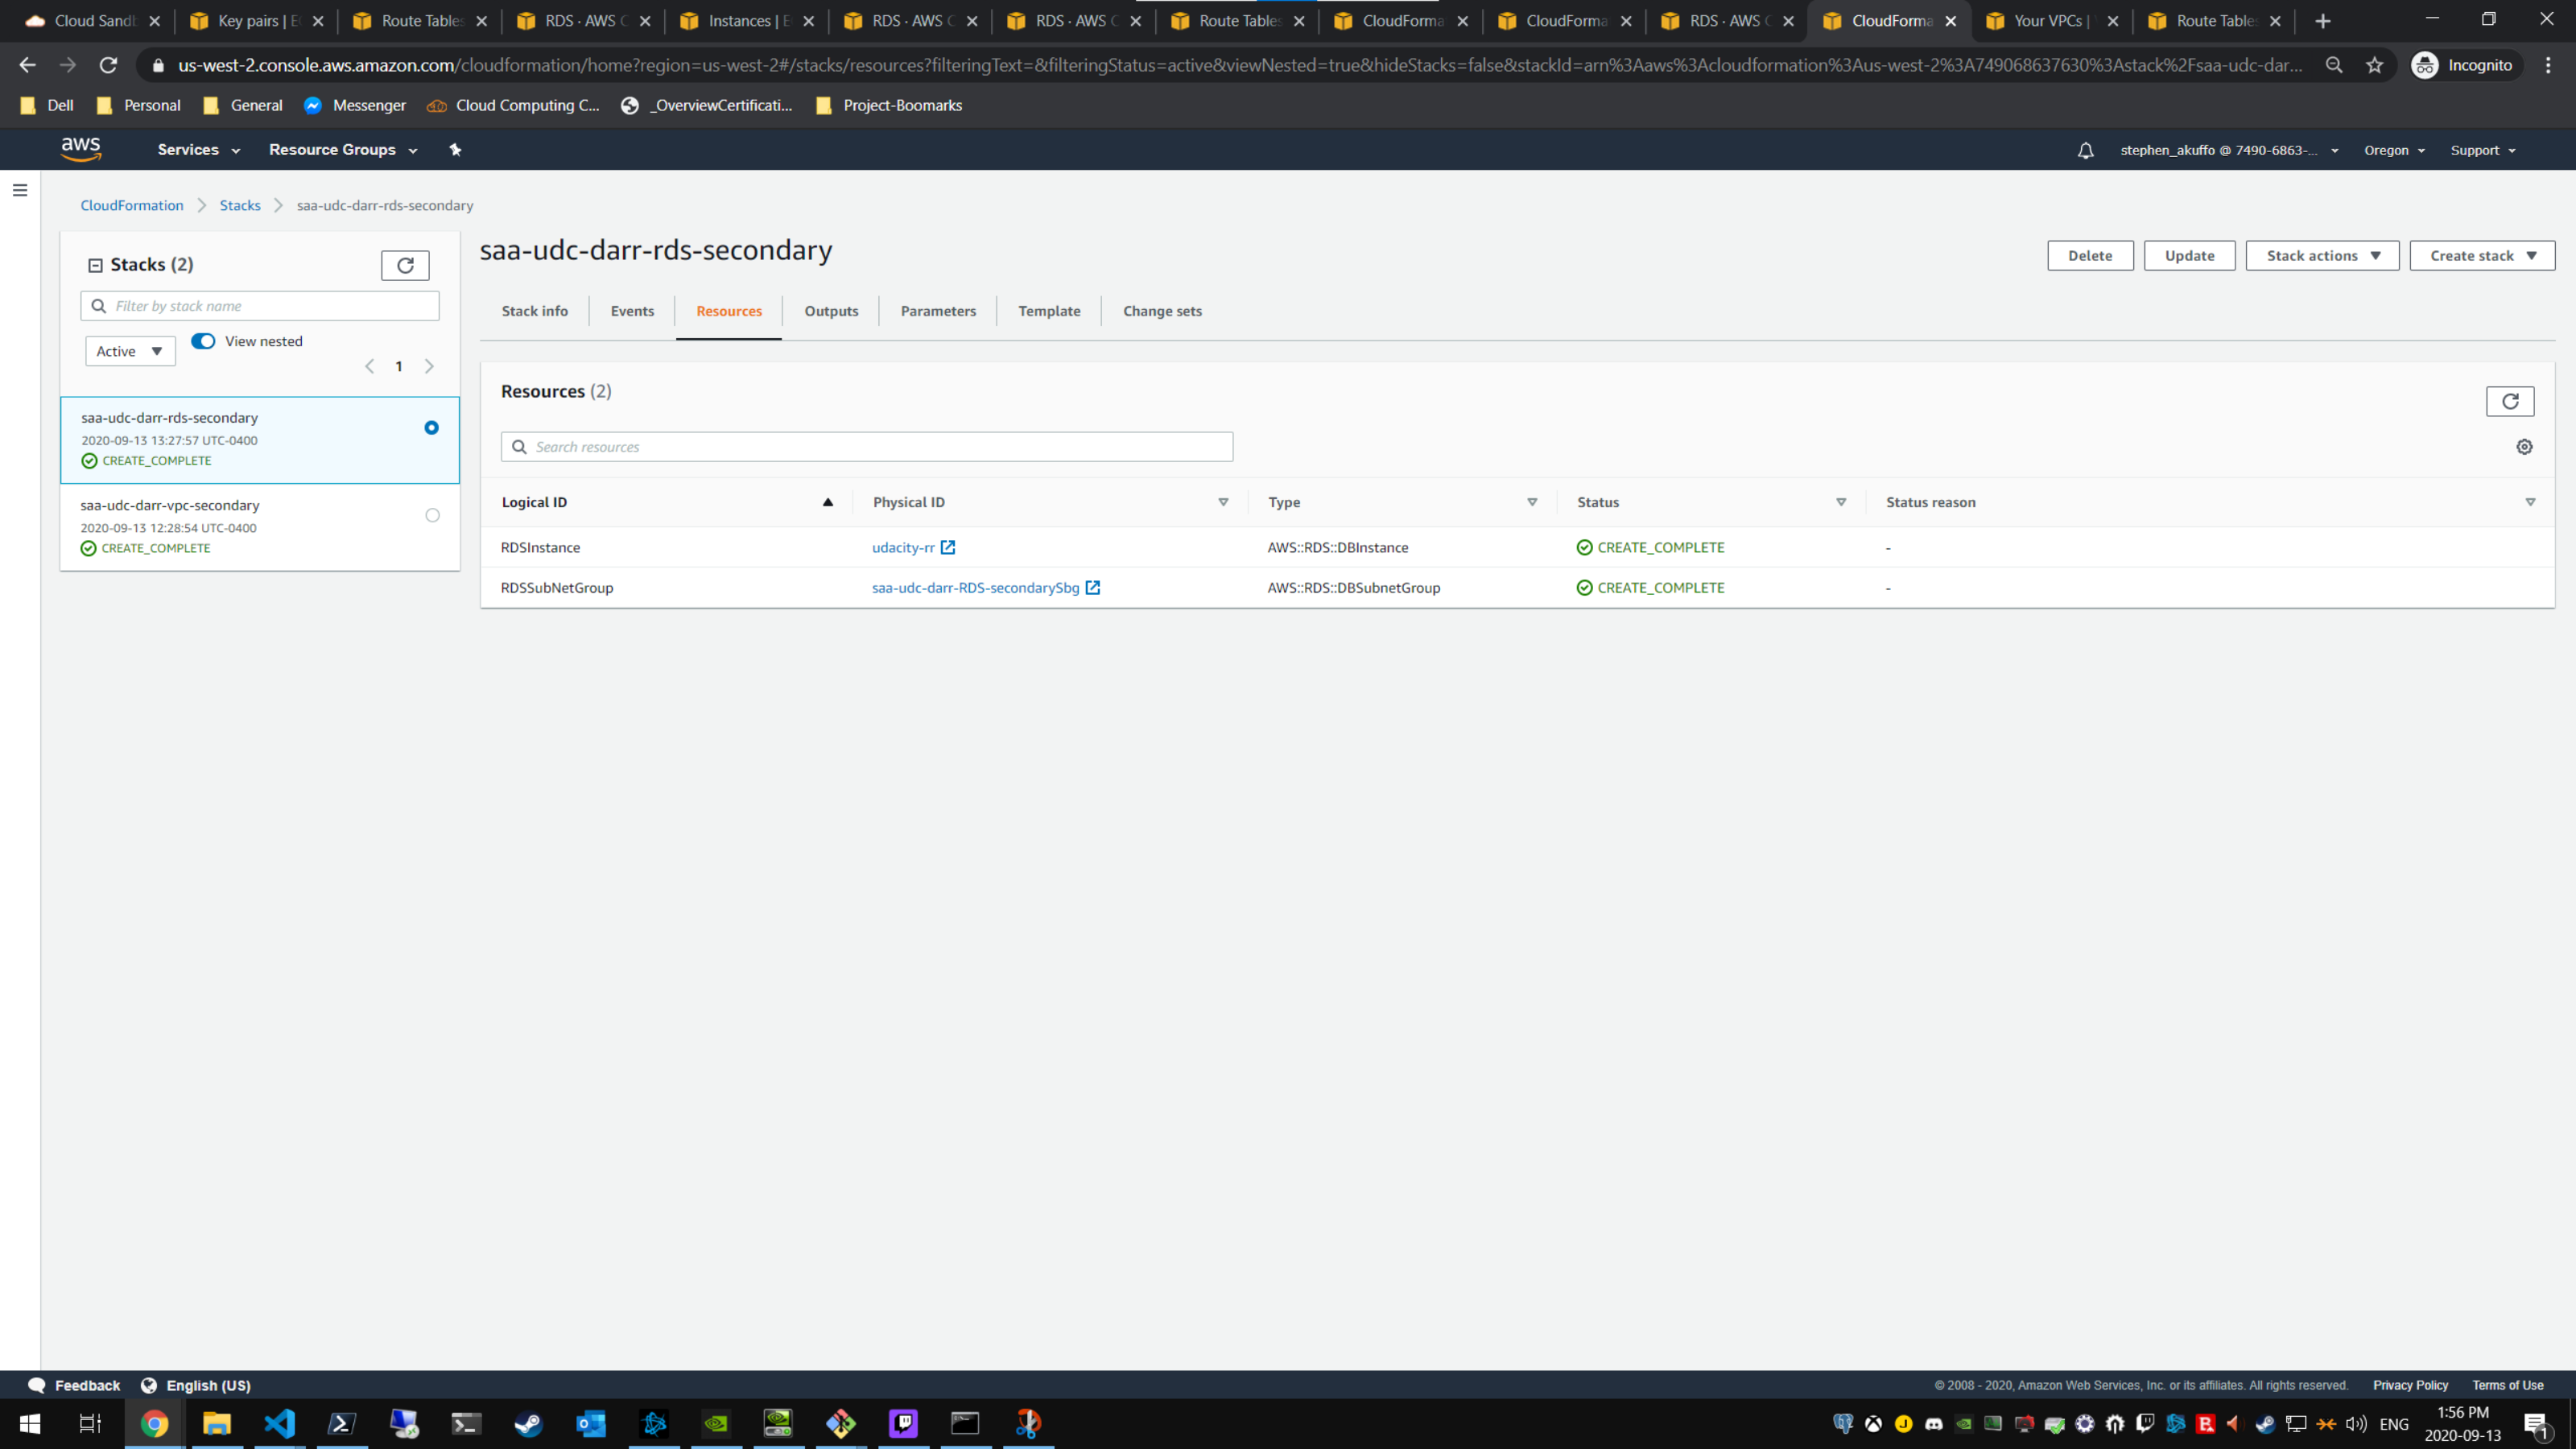 Cloud Sandb
Key pairs | E
Route Tables
RDS · AWS C
Instances | E
RDS · AWS C
RDS · AWS C
Route Tables
CloudForma
CloudForma
RDS · AWS C
CloudForma
Your VPCs |
Route Tables
us-west-2.console.aws.amazon.com/cloudformation/home?region=us-west-2#/stacks/resources?filteringText=&filteringStatus=active&viewNested=true&hideStacks=false&stackId=arn%3Aaws%3Acloudformation%3Aus-west-2%3A749068637630%3Astack%2Fsaa-udc-dar...
Incognito
Dell
Personal
General
Messenger
Cloud Computing C...
_OverviewCertificati...
Project-Boomarks
aws
Services
Resource Groups
stephen_akuffo @ 7490-6863-...
Oregon
Support
CloudFormation
Stacks
saa-udc-darr-rds-secondary
Stacks (2)
Filter by stack name
Active
View nested
1
saa-udc-darr-rds-secondary
2020-09-13 13:27:57 UTC-0400
CREATE_COMPLETE
saa-udc-darr-vpc-secondary
2020-09-13 12:28:54 UTC-0400
CREATE_COMPLETE
saa-udc-darr-rds-secondary
Delete
Update
Stack actions
Create stack
Stack info
Events
Resources
Outputs
Parameters
Template
Change sets
Resources (2)
Search resources
Logical ID
Physical ID
Type
Status
Status reason
RDSInstance
udacity-rr
AWS::RDS::DBInstance
CREATE_COMPLETE
-
RDSSubNetGroup
saa-udc-darr-RDS-secondarySbg
AWS::RDS::DBSubnetGroup
CREATE_COMPLETE
-
Feedback
English (US)
© 2008 - 2020, Amazon Web Services, Inc. or its affiliates. All rights reserved.
Privacy Policy
Terms of Use
ENG
1:56 PM
2020-09-13
1